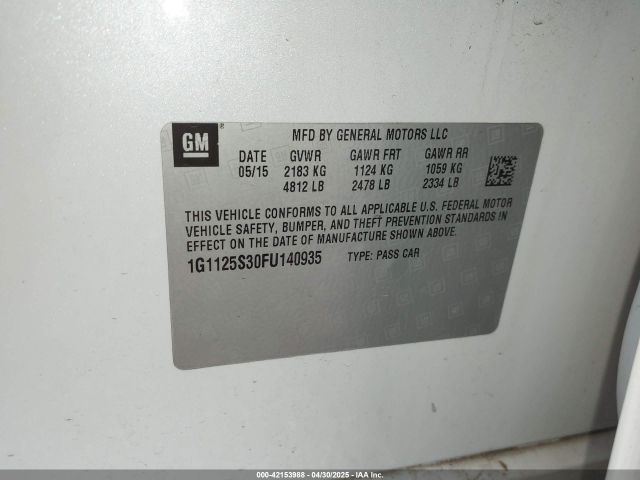 GM ®
MFD BY GENERAL MOTORS LLC
DATE GVWR GAWR FRT GAWR RR
05/15 2183 KG 1124 KG 1059 KG
4812 LB 2478 LB 2334 LB
THIS VEHICLE CONFORMS TO ALL APPLICABLE U.S. FEDERAL MOTOR
VEHICLE SAFETY, BUMPER, AND THEFT PREVENTION STANDARDS IN
EFFECT ON THE DATE OF MANUFACTURE SHOWN ABOVE.
1G1125S30FU140935 TYPE: PASS CAR
000-42153988 - 04/30/2025 - IAA Inc.